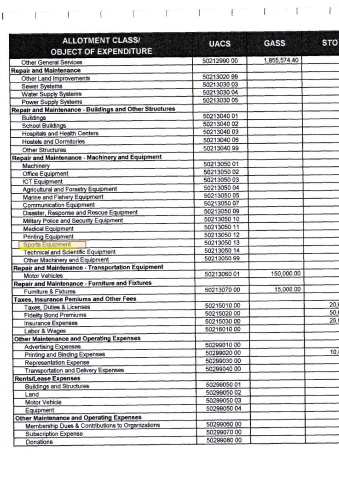 ALLOTMENT CLASS/ OBJECT OF EXPENDITURE UACS GASS STO
Other General Services 50212990 00 1,855,574.40
Repair and Maintenance
Other Land Improvements 50213020 99
Sewer Systems 50213030 03
Water Supply Systems 50213030 04
Power Supply Systems 50213030 05
Repair and Maintenance - Buildings and Other Structures
Buildings 50213040 01
School Buildings 50213040 02
Hospitals and Health Centers 50213040 03
Hostels and Dormitories 50213040 06
Other Structures 50213040 99
Repair and Maintenance - Machinery and Equipment
Machinery 50213050 01
Office Equipment 50213050 02
ICT Equipment 50213050 03
Agricultural and Forestry Equipment 50213050 04
Marine and Fishery Equipment 50213050 05
Communication Equipment 50213050 07
Disaster, Response and Rescue Equipment 50213050 09
Military Police and Security Equipment 50213050 10
Medical Equipment 50213050 11
Printing Equipment 50213050 12
Sports Equipment 50213050 13
Technical and Scientific Equipment 50213050 14
Other Machinery and Equipment 50213050 99
Repair and Maintenance - Transportation Equipment
Motor Vehicles 50213060 01 150,000.00
Repair and Maintenance - Furniture and Fixtures
Furniture & Fixtures 50213070 00 15,000.00
Taxes, Insurance Pemiums and Other Fees
Taxes, Duties & Licenses 50215010 00 20,
Fidelity Bond Premiums 50215020 00 50,
Insurance Expenses 50215030 00 25,
Labor & Wages 50216010 00
Other Maintenance and Operating Expenses
Advertising Expenses 50299010 00
Printing and Binding Expenses 50299020 00 10,
Representation Expense 50299030 00
Transportation and Delivery Expenses 50299040 00
Rents/Lease Expenses
Buildings and Structures 50299050 01
Land 50299050 02
Motor Vehicle 50299050 03
Equipment 50299050 04
Other Maintenance and Operating Expenses
Membership Dues & Contributions to Organizations 50299060 00
Subscription Expense 50299070 00
Donations 50299080 00